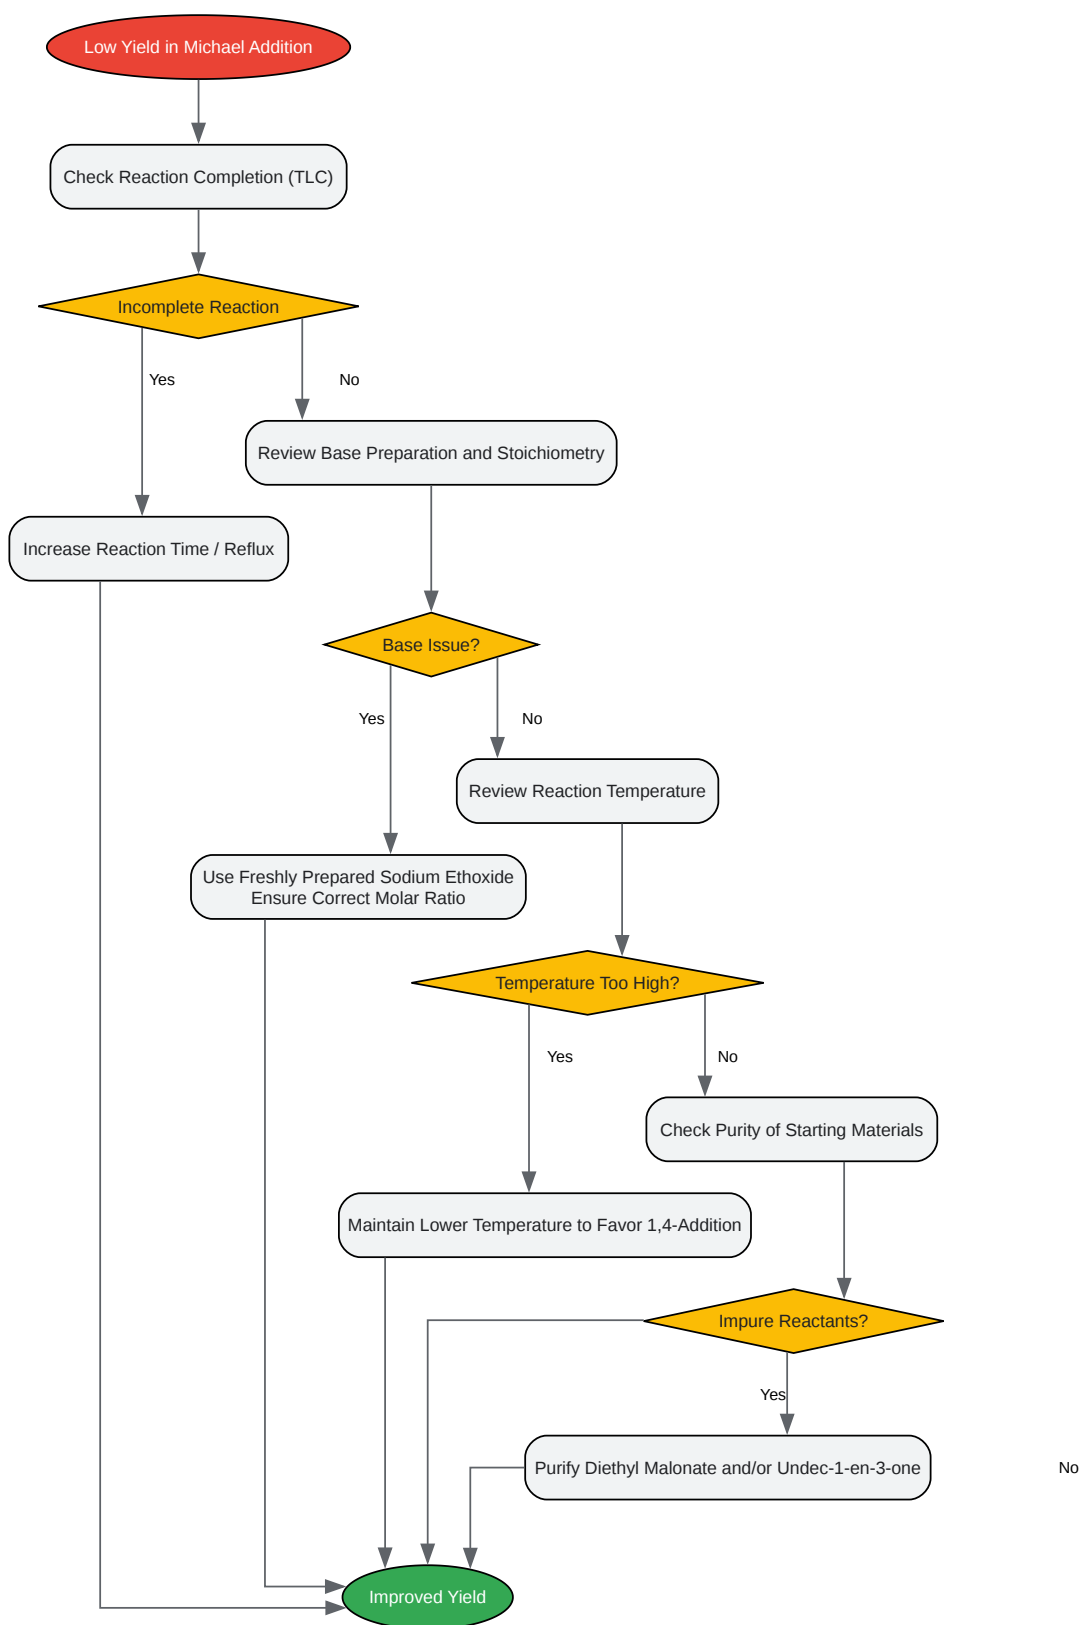 Low Yield in Michael Addition
Check Reaction Completion (TLC)
Incomplete Reaction
Yes
No
Review Base Preparation and Stoichiometry
Increase Reaction Time / Reflux
Base Issue?
Yes
No
Review Reaction Temperature
Use Freshly Prepared Sodium Ethoxide
Ensure Correct Molar Ratio
Temperature Too High?
Yes
No
Check Purity of Starting Materials
Maintain Lower Temperature to Favor 1,4-Addition
Impure Reactants?
Yes
Purify Diethyl Malonate and/or Undec-1-en-3-one
No
Improved Yield